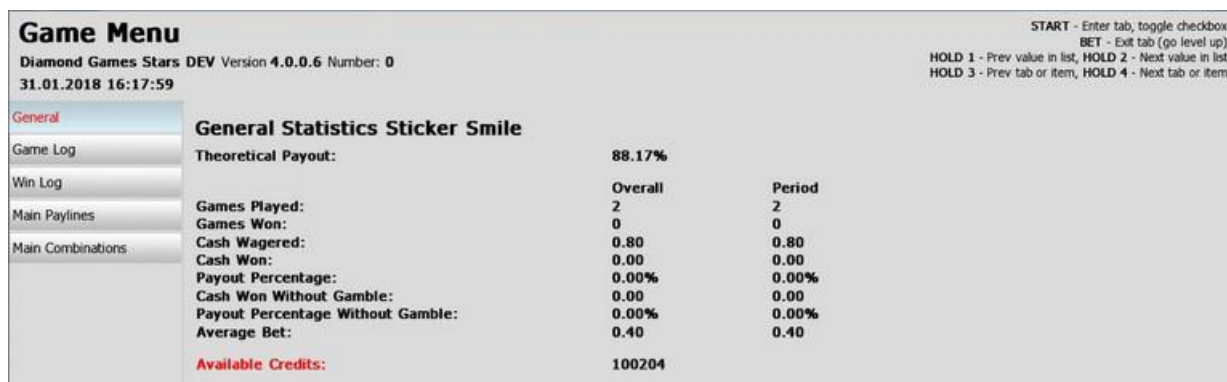 Game Menu
Diamond Games Stars DEV Version 4.0.0.6 Number: 0
31.01.2018 16:17:59
START - Enter tab, toggle checkbox
BET - Exit tab (go level up)
HOLD 1 - Prev value in list, HOLD 2 - Next value in list
HOLD 3 - Prev tab or item, HOLD 4 - Next tab or item
General
Game Log
Win Log
Main Paylines
Main Combinations
General Statistics Sticker Smile
Theoretical Payout: 88.17%
Overall Period
Games Played: 2 2
Games Won: 0 0
Cash Wagered: 0.80 0.80
Cash Won: 0.00 0.00
Payout Percentage: 0.00% 0.00%
Cash Won Without Gamble: 0.00 0.00
Payout Percentage Without Gamble: 0.00% 0.00%
Average Bet: 0.40 0.40
Available Credits: 100204